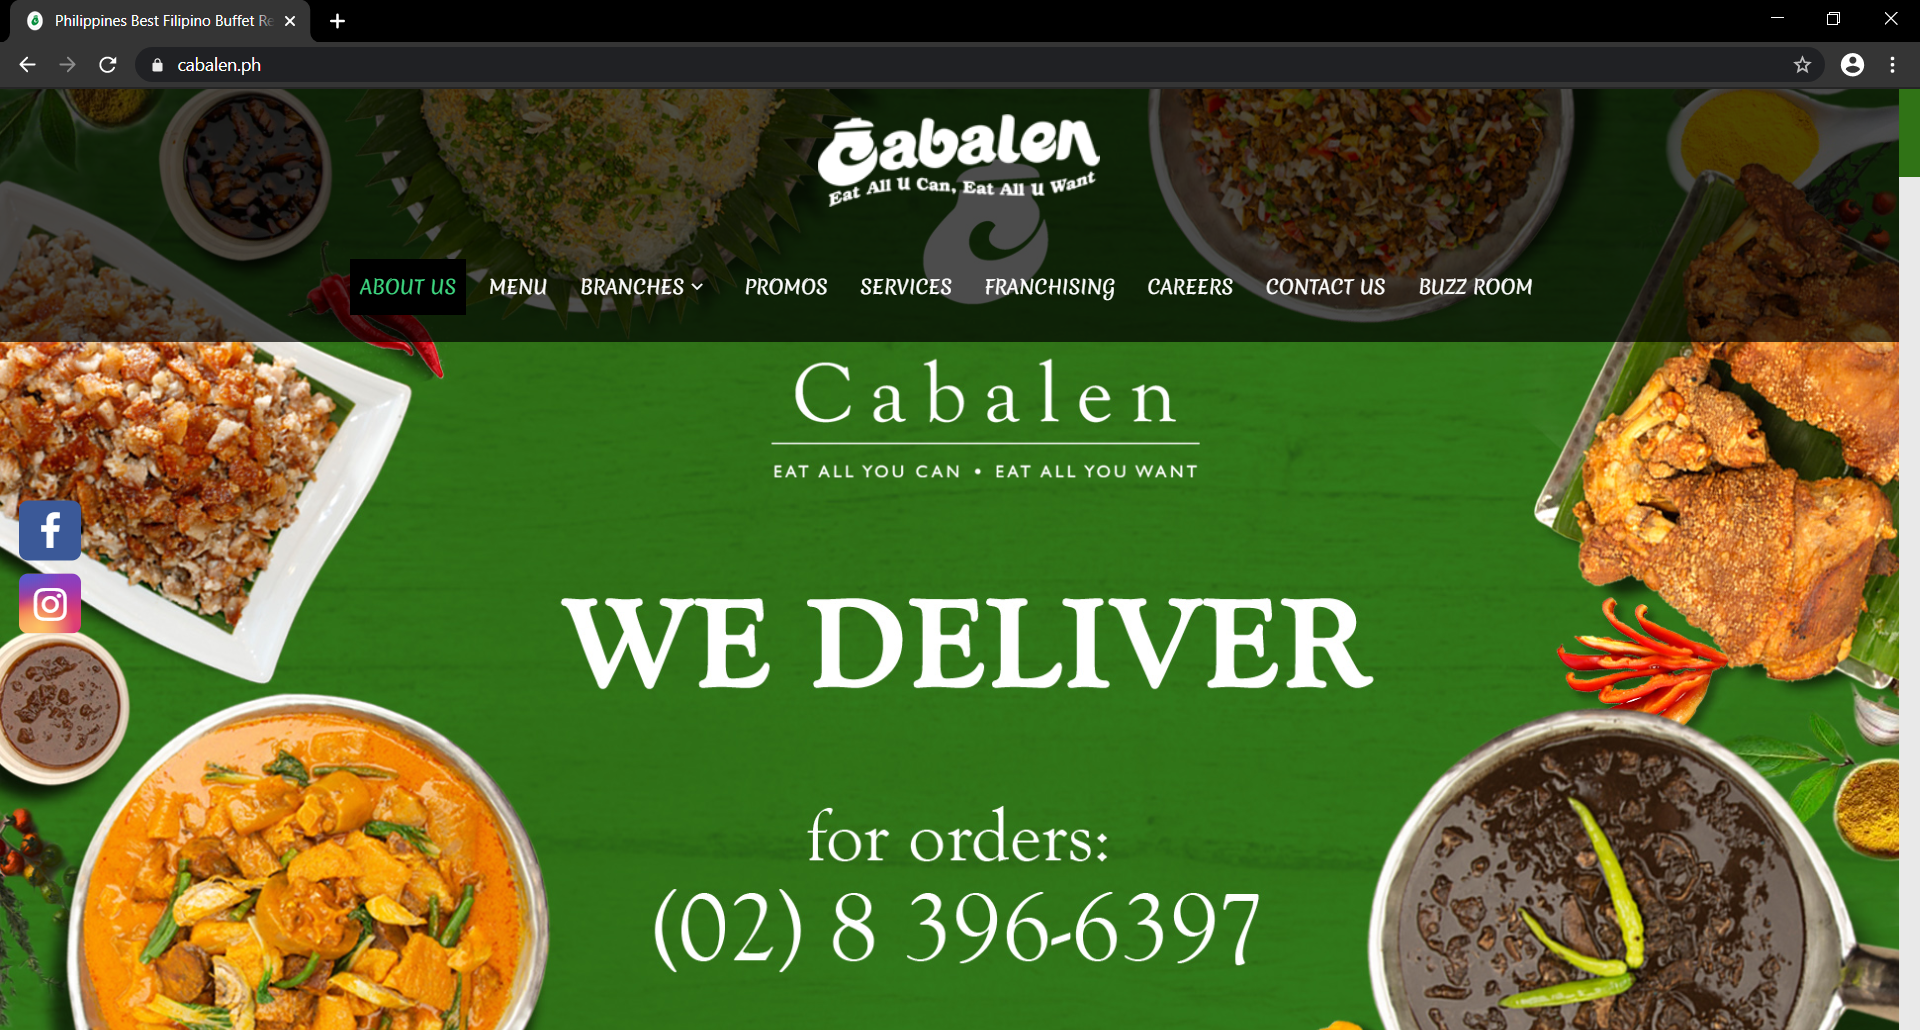 Philippines Best Filipino Buffet Re
cabalen.ph
Cabalen
Eat All U Can, Eat All U Want
ABOUT US MENU BRANCHES PROMOS SERVICES FRANCHISING CAREERS CONTACT US BUZZ ROOM
Cabalen
EAT ALL YOU CAN • EAT ALL YOU WANT
WE DELIVER
for orders:
(02) 8 396-6397